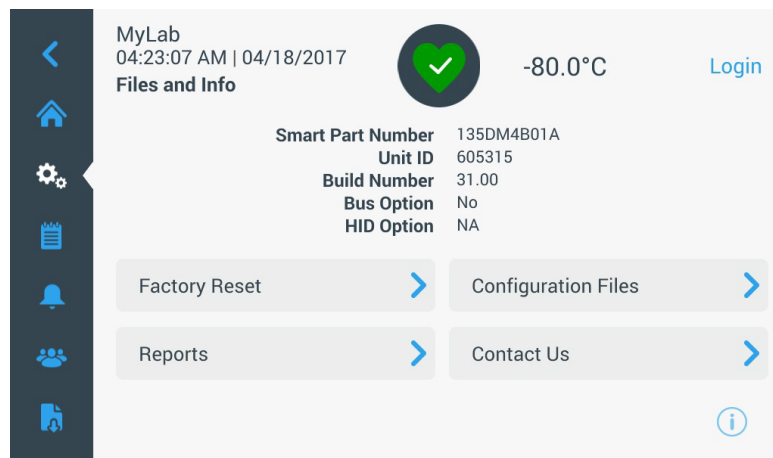 MyLab
04:23:07 AM | 04/18/2017
Files and Info
-80.0°C
Login
Smart Part Number 135DM4B01A
Unit ID 605315
Build Number 31.00
Bus Option No
HID Option NA
Factory Reset
Configuration Files
Reports
Contact Us
i